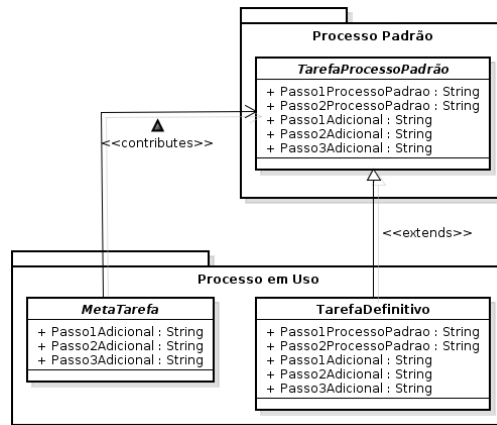 Processo Padrão
TarefaProcessoPadrão
+ Passo1ProcessoPadrao : String
+ Passo2ProcessoPadrao : String
+ Passo1Adicional : String
+ Passo2Adicional : String
+ Passo3Adicional : String
<<contributes>>
<<extends>>
Processo em Uso
MetaTarefa
+ Passo1Adicional : String
+ Passo2Adicional : String
+ Passo3Adicional : String
TarefaDefinitivo
+ Passo1ProcessoPadrao : String
+ Passo2ProcessoPadrao : String
+ Passo1Adicional : String
+ Passo2Adicional : String
+ Passo3Adicional : String